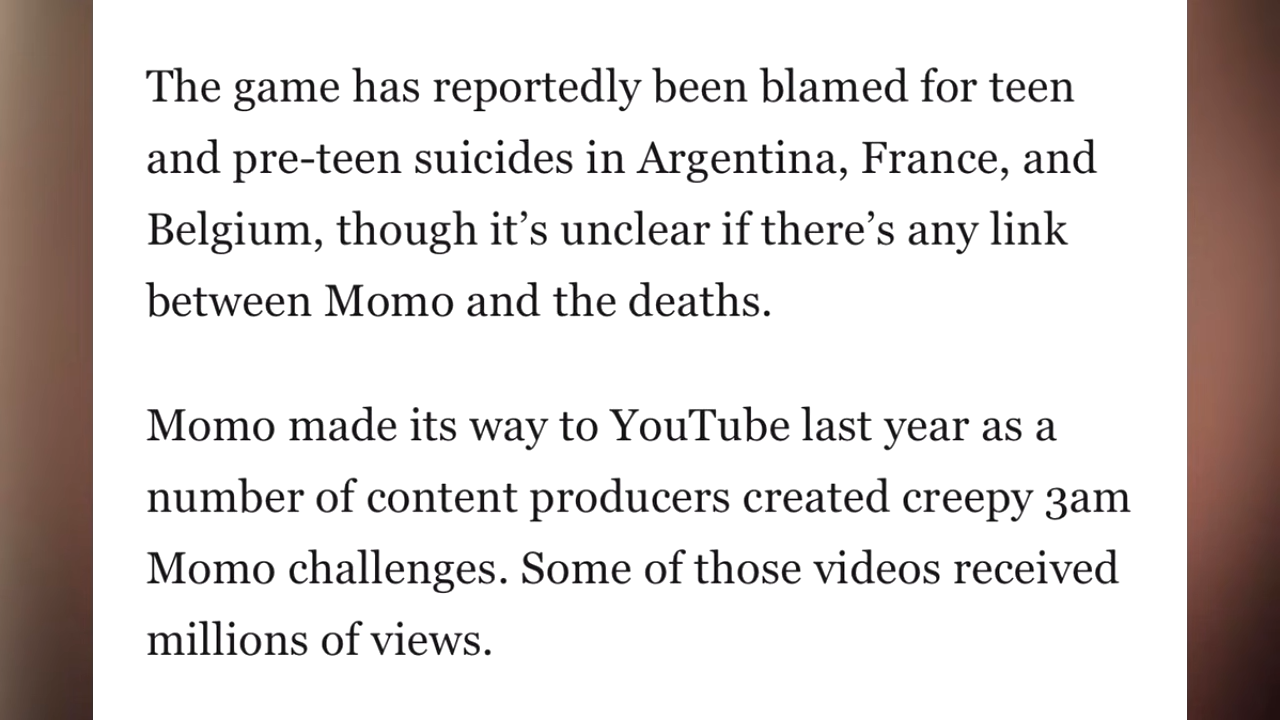 The game has reportedly been blamed for teen
and pre-teen suicides in Argentina, France, and
Belgium, though it’s unclear if there’s any link
between Momo and the deaths.
Momo made its way to YouTube last year as a
number of content producers created creepy 3am
Momo challenges. Some of those videos received
millions of views.